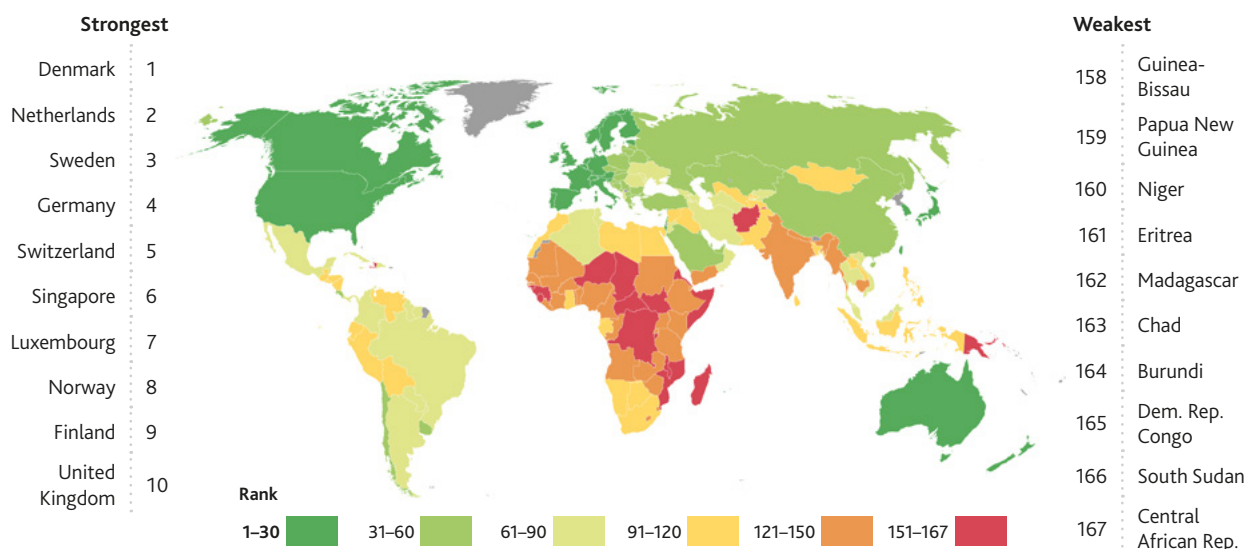 Strongest
Denmark 1
Netherlands 2
Sweden 3
Germany 4
Switzerland 5
Singapore 6
Luxembourg 7
Norway 8
Finland 9
United
Kingdom 10
Weakest
158 Guinea-
Bissau
159 Papua New
Guinea
160 Niger
161 Eritrea
162 Madagascar
163 Chad
164 Burundi
165 Dem. Rep.
Congo
166 South Sudan
167 Central
African Rep.
Rank
1–30 31–60 61–90 91–120 121–150 151–167